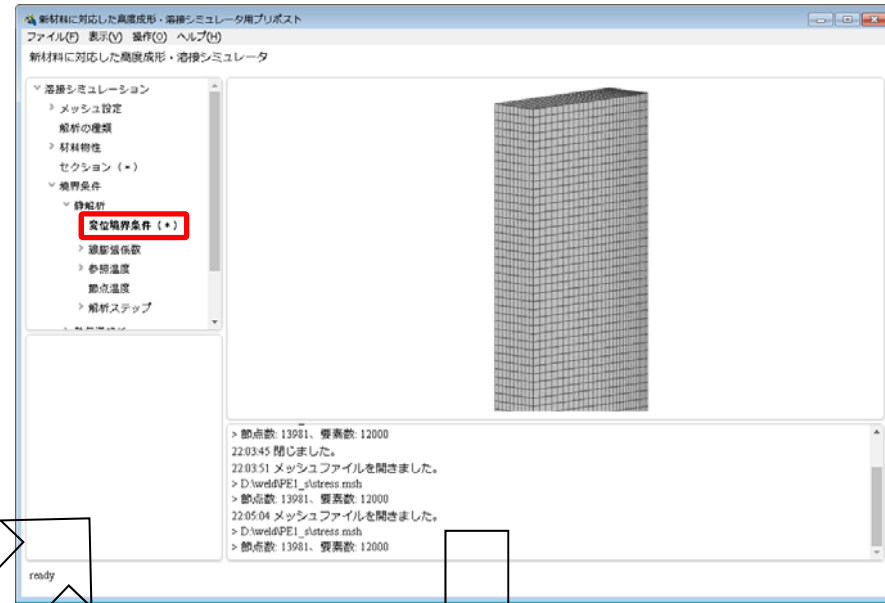 新材料に対応した高度成形・溶接シミュレータ用プリポスト
ファイル(F) 表示(V) 操作(O) ヘルプ(H)
新材料に対応した高度成形・溶接シミュレータ
溶接シミュレーション
メッシュ設定
解析の種類
材料物性
セクション（*）
境界条件
静解析
変位境界条件（*）
線膨張係数
参照温度
節点温度
解析ステップ
> 節点数: 13981、要素数: 12000
22:03:45 閉じました。
22:03:51 メッシュファイルを開きました。
> D:\weld\PE1_s\stress.msh
> 節点数: 13981、要素数: 12000
22:05:04 メッシュファイルを開きました。
> D:\weld\PE1_s\stress.msh
> 節点数: 13981、要素数: 12000
ready